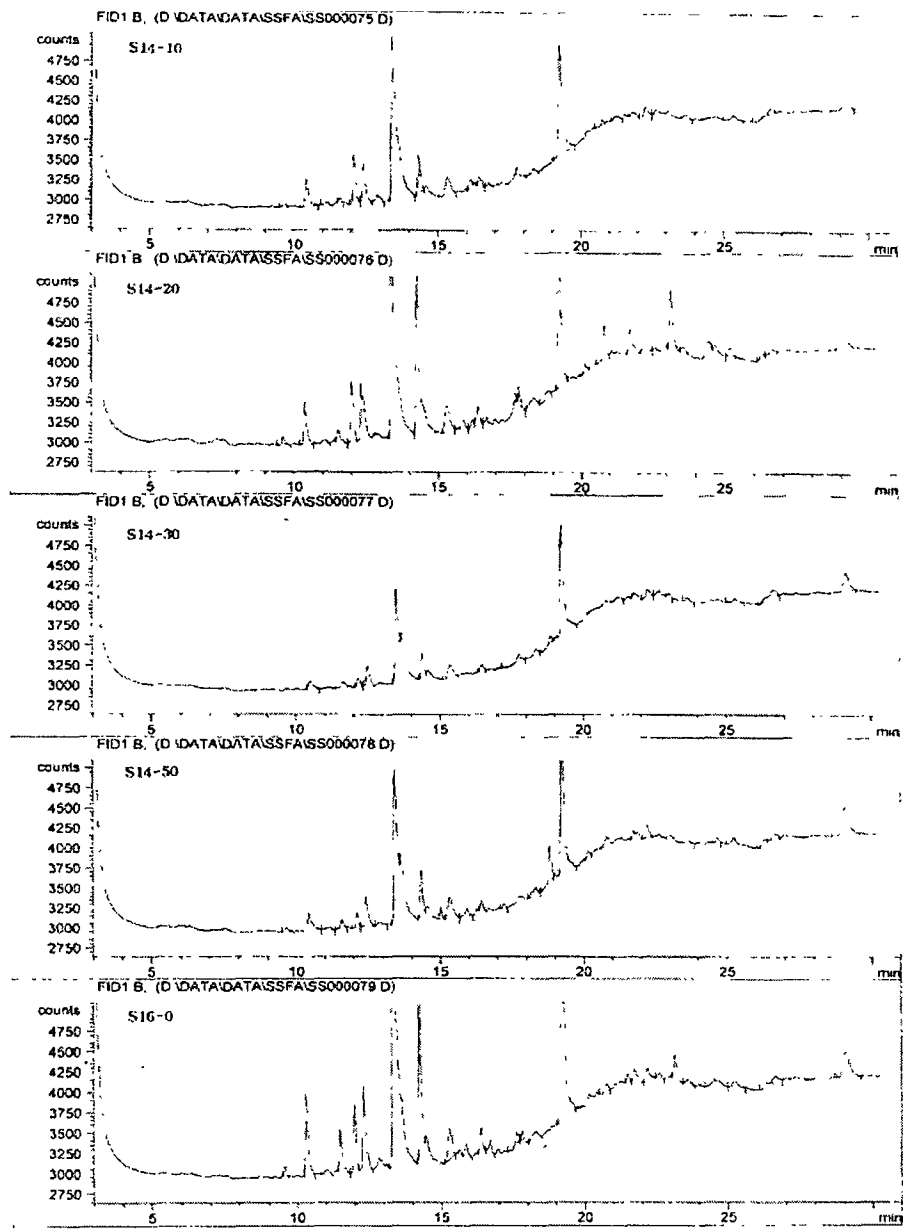 FID1 B, (D:\DATA\DATA\SSFA\SS000075.D)
counts
S14-10
4750
4500
4250
4000
3750
3500
3250
3000
2750
5 10 15 20 25 min
FID1 B, (D:\DATA\DATA\SSFA\SS000076.D)
counts
S14-20
4750
4500
4250
4000
3750
3500
3250
3000
2750
5 10 15 20 25 min
FID1 B, (D:\DATA\DATA\SSFA\SS000077.D)
counts
S14-30
4750
4500
4250
4000
3750
3500
3250
3000
2750
5 10 15 20 25 min
FID1 B, (D:\DATA\DATA\SSFA\SS000078.D)
counts
S14-50
4750
4500
4250
4000
3750
3500
3250
3000
2750
5 10 15 20 25 min
FID1 B, (D:\DATA\DATA\SSFA\SS000079.D)
counts
S16-0
4750
4500
4250
4000
3750
3500
3250
3000
2750
5 10 15 20 25 min